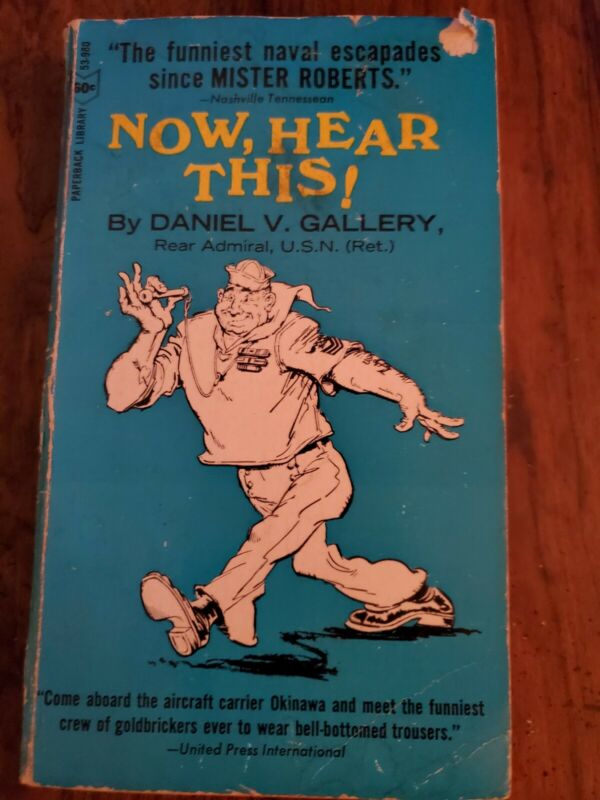 53-980
60¢
PAPERBACK LIBRARY
"The funniest naval escapades
since MISTER ROBERTS."
—Nashville Tennessean
NOW, HEAR
THIS!
By DANIEL V. GALLERY,
Rear Admiral, U.S.N. (Ret.)
"Come aboard the aircraft carrier Okinawa and meet the funniest
crew of goldbrickers ever to wear bell-bottomed trousers."
—United Press International